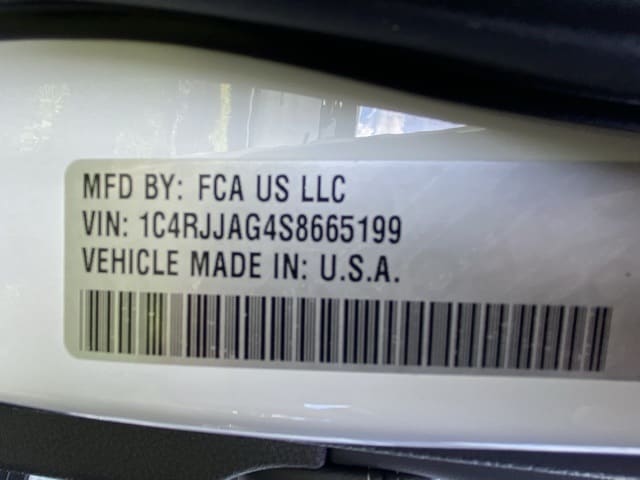 MFD BY: FCA US LLC
VIN: 1C4RJJAG4S8665199
VEHICLE MADE IN: U.S.A.